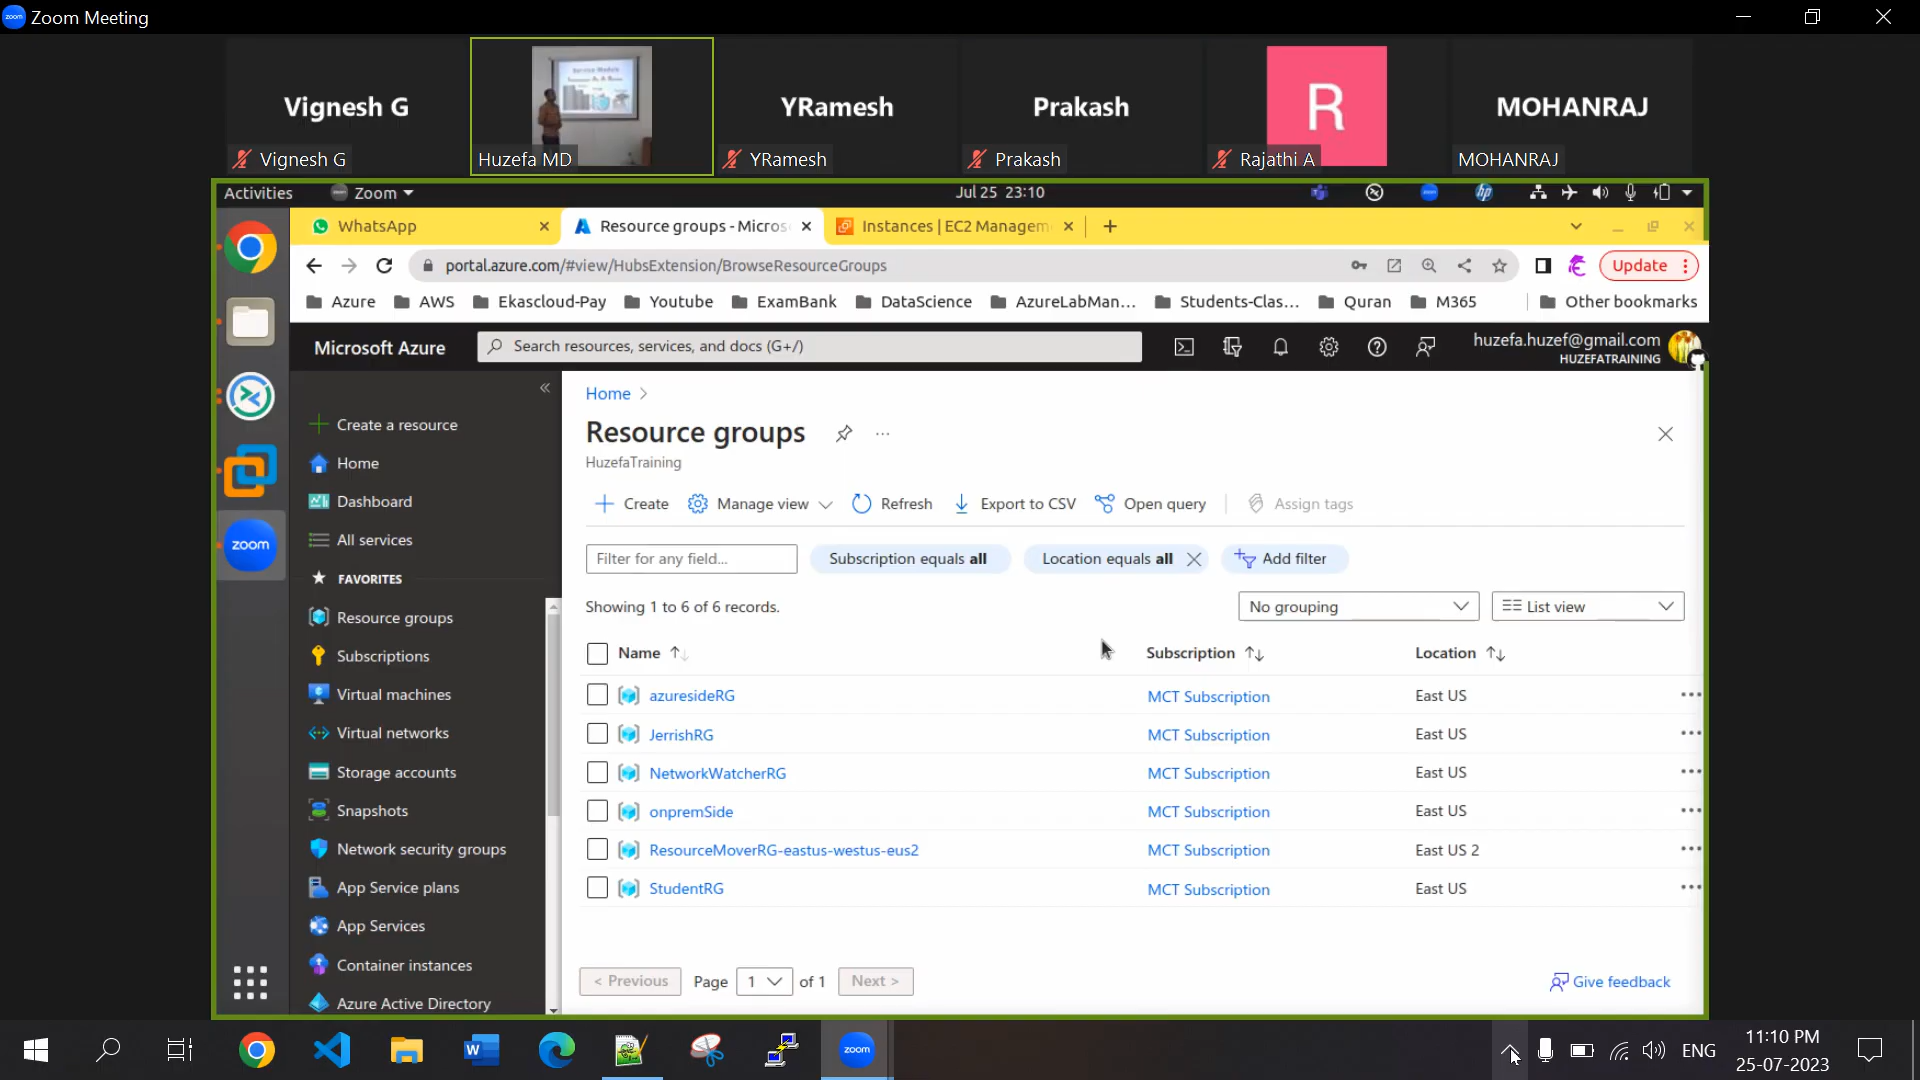 Zoom Meeting
Vignesh G
YRamesh
Prakash
R
MOHANRAJ
Vignesh G
Huzefa MD
YRamesh
Prakash
Rajathi A
MOHANRAJ
Activities
Zoom
Jul 25 23:10
WhatsApp
Resource groups - Micros
Instances | EC2 Managem
portal.azure.com/#view/HubsExtension/BrowseResourceGroups
Update
Azure
AWS
Ekascloud-Pay
Youtube
ExamBank
DataScience
AzureLabMan...
Students-Clas...
Quran
M365
Other bookmarks
Microsoft Azure
Search resources, services, and docs (G+/)
huzefa.huzef@gmail.com
HUZEFATRAINING
Create a resource
Home
Dashboard
All services
FAVORITES
Resource groups
Subscriptions
Virtual machines
Virtual networks
Storage accounts
Snapshots
Network security groups
App Service plans
App Services
Container instances
Azure Active Directory
Home >
Resource groups
HuzefaTraining
Create
Manage view
Refresh
Export to CSV
Open query
Assign tags
Filter for any field...
Subscription equals all
Location equals all
Add filter
Showing 1 to 6 of 6 records.
No grouping
List view
Name
Subscription
Location
azuresideRG MCT Subscription East US
JerrishRG MCT Subscription East US
NetworkWatcherRG MCT Subscription East US
onpremSide MCT Subscription East US
ResourceMoverRG-eastus-westus-eus2 MCT Subscription East US 2
StudentRG MCT Subscription East US
< Previous
Page 1 of 1
Next >
Give feedback
zoom
zoom
ENG
11:10 PM
25-07-2023